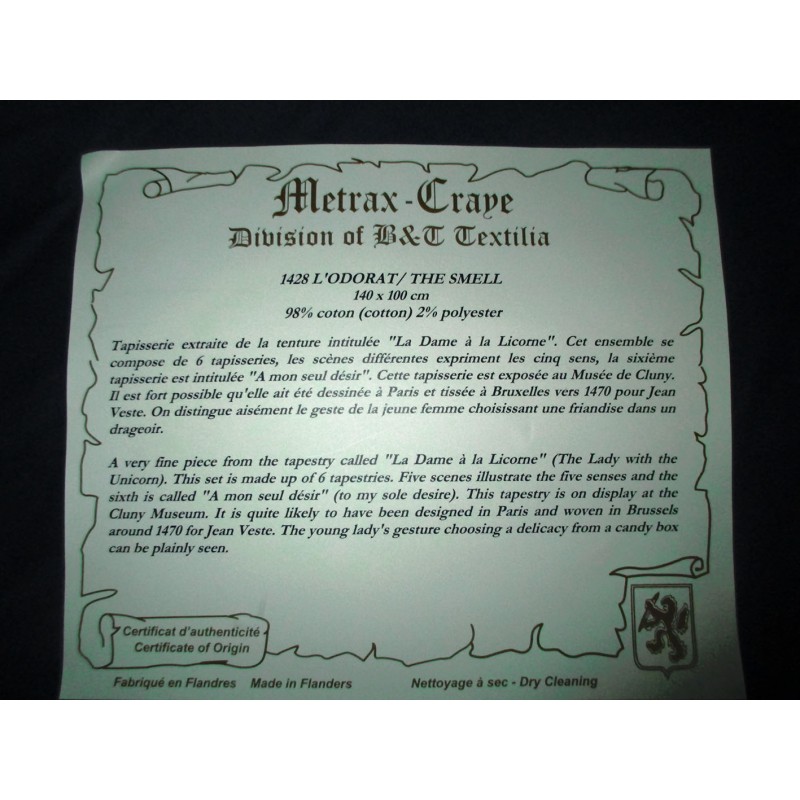 Metrax-Craye
Division of B&T Textilia
1428 L'ODORAT/ THE SMELL
140 x 100 cm
98% coton (cotton) 2% polyester
Tapisserie extraite de la tenture intitulée "La Dame à la Licorne". Cet ensemble se
compose de 6 tapisseries, les scènes différentes expriment les cinq sens, la sixième
tapisserie est intitulée "A mon seul désir". Cette tapisserie est exposée au Musée de Cluny.
Il est fort possible qu'elle ait été dessinée à Paris et tissée à Bruxelles vers 1470 pour Jean
Veste. On distingue aisément le geste de la jeune femme choisissant une friandise dans un
drageoir.
A very fine piece from the tapestry called "La Dame à la Licorne" (The Lady with the
Unicorn). This set is made up of 6 tapestries. Five scenes illustrate the five senses and the
sixth is called "A mon seul désir" (to my sole desire). This tapestry is on display at the
Cluny Museum. It is quite likely to have been designed in Paris and woven in Brussels
around 1470 for Jean Veste. The young lady's gesture choosing a delicacy from a candy box
can be plainly seen.
Certificat d'authenticité
Certificate of Origin
Fabriqué en Flandres Made in Flanders Nettoyage à sec - Dry Cleaning